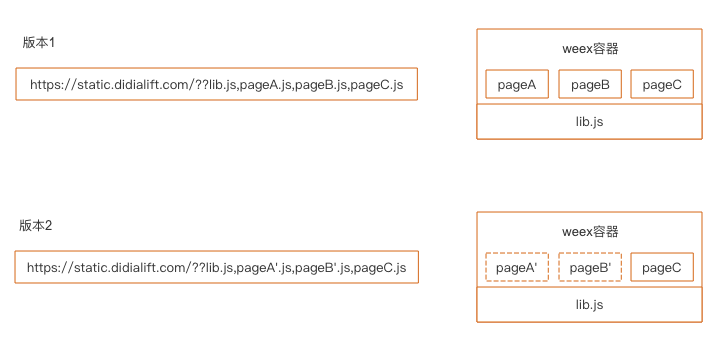 版本1
https://static.didialift.com/??lib.js,pageA.js,pageB.js,pageC.js
weex容器
pageA
pageB
pageC
lib.js
版本2
https://static.didialift.com/??lib.js,pageA'.js,pageB'.js,pageC.js
weex容器
pageA'
pageB'
pageC
lib.js